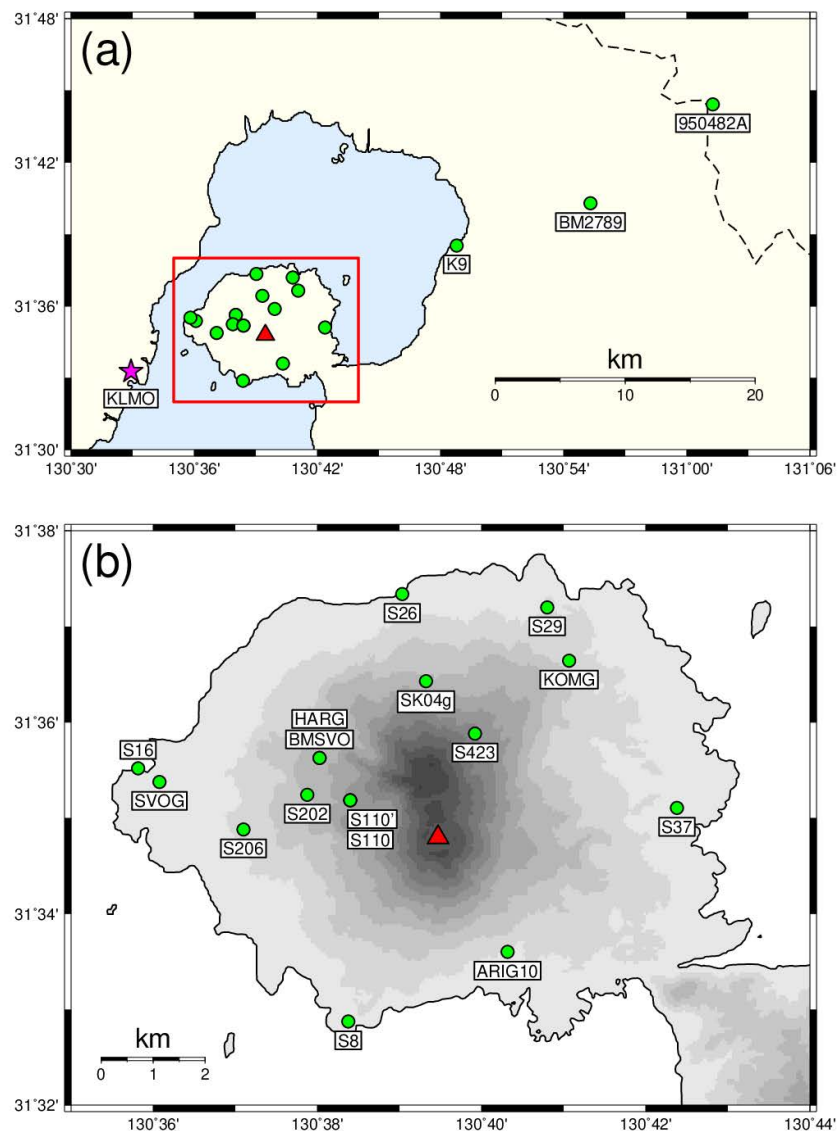 31°48'
(a)
950482A
31°42'
BM2789
K9
31°36'
km
KLMO
0 10 20
31°30'
130°30' 130°36' 130°42' 130°48' 130°54' 131°00' 131°06'
31°38'
(b)
S26
S29
KOMG
SK04g
31°36'
HARG
BMSVO
S16
S423
SVOG
S202
S110'
S37
S110
S206
31°34'
ARIG10
km
S8
0 1 2
31°32'
130°36' 130°38' 130°40' 130°42' 130°44'